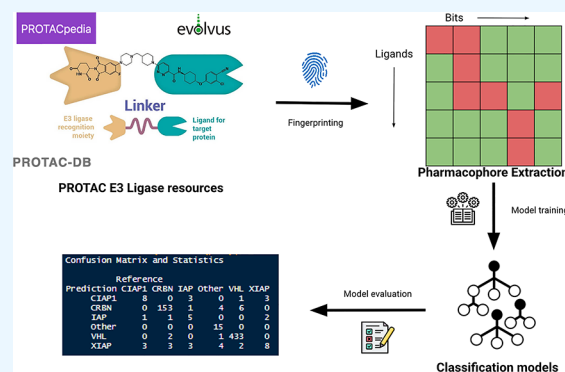 PROTACpedia
evolvus
Linker
E3 ligase
recognition
moiety
Ligand for
target
protein
PROTAC-DB
PROTAC E3 Ligase resources
Fingerprinting
Bits
Ligands
Pharmacophore Extraction
Model training
Classification models
Model evaluation
Confusion Matrix and Statistics
Reference
Prediction CIAP1 CRBN IAP Other VHL XIAP
CIAP1 8 0 3 0 1 3
CRBN 0 153 1 4 6 0
IAP 1 1 5 0 0 2
Other 0 0 0 15 0 0
VHL 0 2 0 1 433 0
XIAP 3 3 3 4 2 8